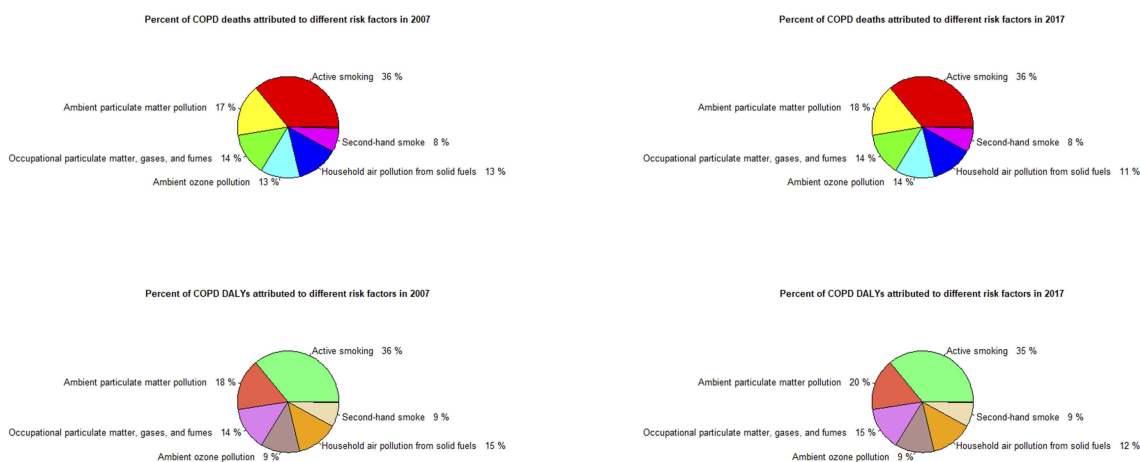 Percent of COPD deaths attributed to different risk factors in 2007
Active smoking 36 %
Ambient particulate matter pollution 17 %
Second-hand smoke 8 %
Occupational particulate matter, gases, and fumes 14 %
Household air pollution from solid fuels 13 %
Ambient ozone pollution 13 %
Percent of COPD deaths attributed to different risk factors in 2017
Active smoking 36 %
Ambient particulate matter pollution 18 %
Second-hand smoke 8 %
Occupational particulate matter, gases, and fumes 14 %
Household air pollution from solid fuels 11 %
Ambient ozone pollution 14 %
Percent of COPD DALYs attributed to different risk factors in 2007
Active smoking 36 %
Ambient particulate matter pollution 18 %
Second-hand smoke 9 %
Occupational particulate matter, gases, and fumes 14 %
Household air pollution from solid fuels 15 %
Ambient ozone pollution 9 %
Percent of COPD DALYs attributed to different risk factors in 2017
Active smoking 35 %
Ambient particulate matter pollution 20 %
Second-hand smoke 9 %
Occupational particulate matter, gases, and fumes 15 %
Household air pollution from solid fuels 12 %
Ambient ozone pollution 9 %